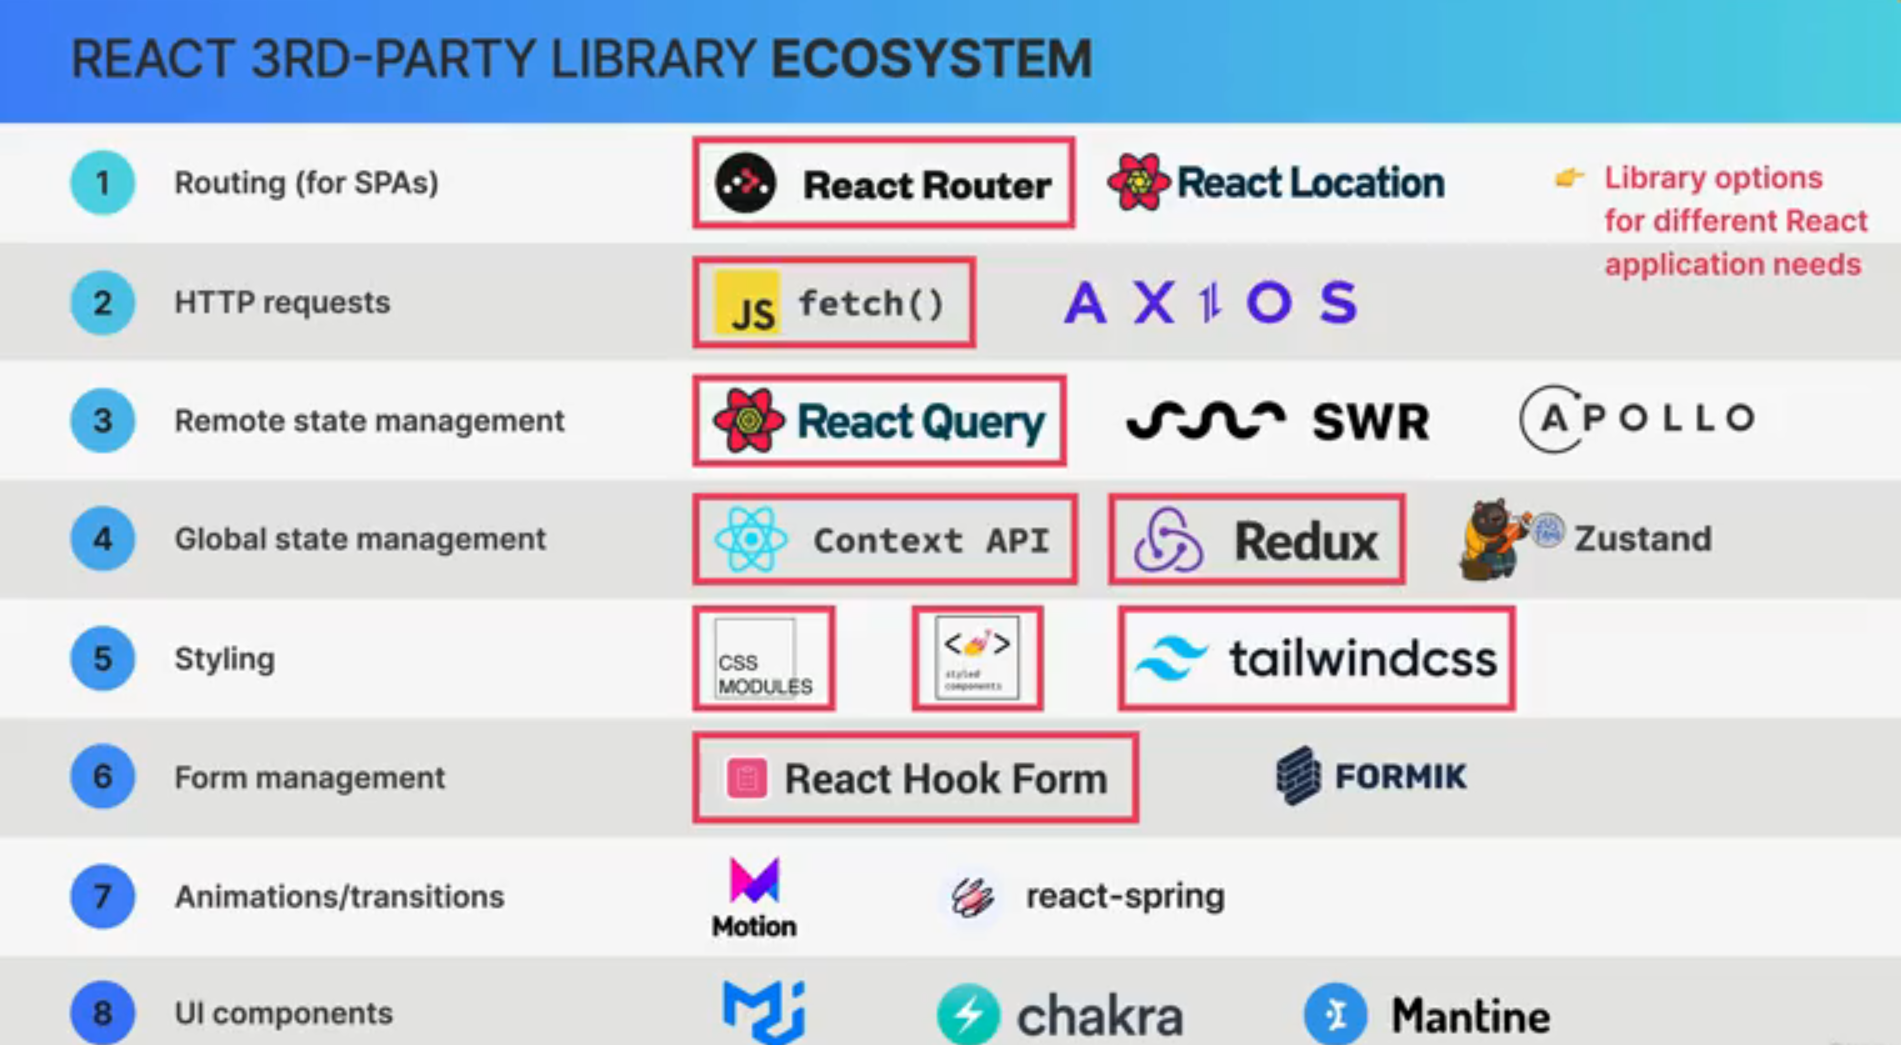 REACT 3RD-PARTY LIBRARY ECOSYSTEM
1 Routing (for SPAs) React Router React Location
Library options
for different React
application needs
2 HTTP requests JS fetch() AXIOS
3 Remote state management React Query SWR APOLLO
4 Global state management Context API Redux Zustand
5 Styling
CSS
MODULES
< >
styled
components
tailwindcss
6 Form management React Hook Form FORMIK
7 Animations/transitions Motion react-spring
8 UI components chakra Mantine